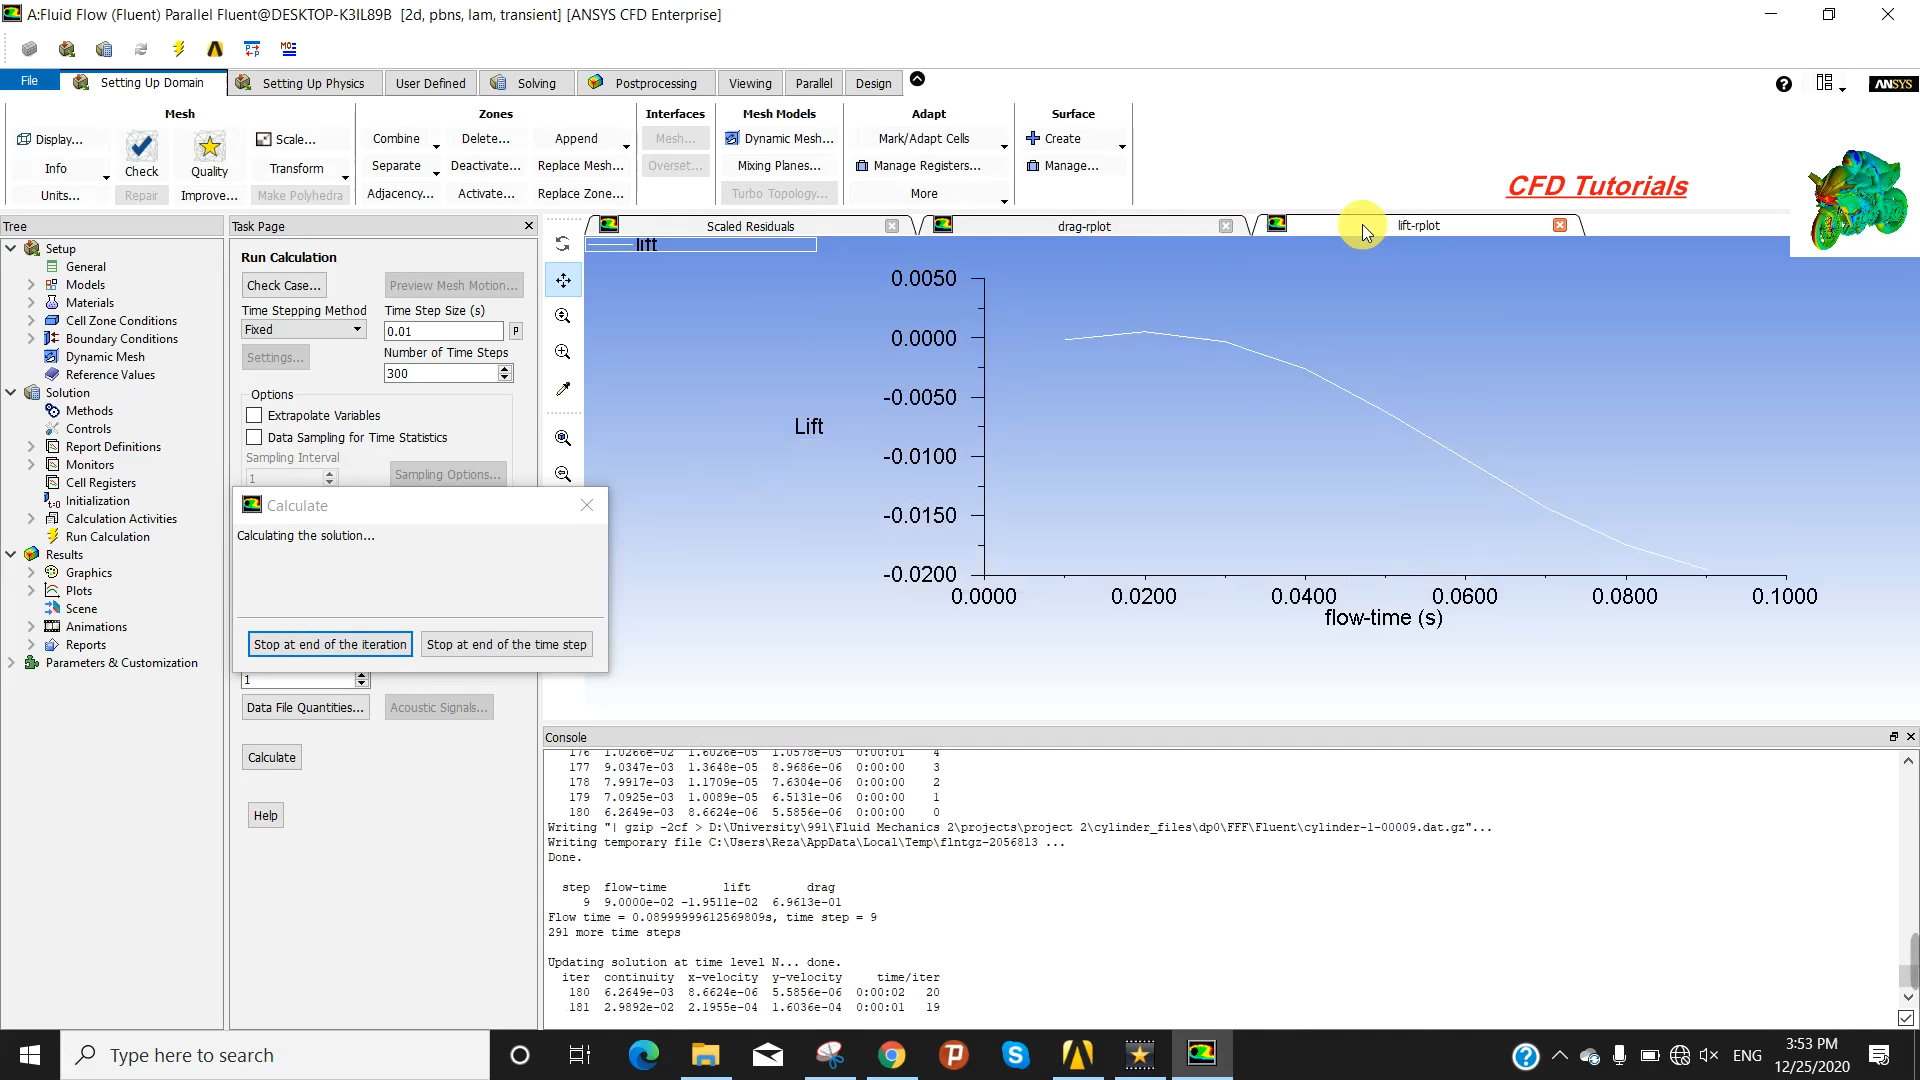 A:Fluid Flow (Fluent) Parallel Fluent@DESKTOP-K3IL89B [2d, pbns, lam, transient] [ANSYS CFD Enterprise]
File
Setting Up Domain
Setting Up Physics
User Defined
Solving
Postprocessing
Viewing
Parallel
Design
ANSYS
Mesh
Zones
Interfaces
Mesh Models
Adapt
Surface
Display...
Info
Units...
Check
Repair
Quality
Improve...
Scale...
Transform
Make Polyhedra
Combine
Separate
Adjacency...
Delete...
Deactivate...
Activate...
Append
Replace Mesh...
Replace Zone...
Mesh...
Overset...
Dynamic Mesh...
Mixing Planes...
Turbo Topology...
Mark/Adapt Cells
Manage Registers...
More
Create
Manage...
CFD Tutorials
Tree
Setup
General
Models
Materials
Cell Zone Conditions
Boundary Conditions
Dynamic Mesh
Reference Values
Solution
Methods
Controls
Report Definitions
Monitors
Cell Registers
Initialization
Calculation Activities
Run Calculation
Results
Graphics
Plots
Scene
Animations
Reports
Parameters & Customization
Task Page
Run Calculation
Check Case...
Preview Mesh Motion...
Time Stepping Method
Time Step Size (s)
Fixed
0.01
P
Settings...
Number of Time Steps
300
Options
Extrapolate Variables
Data Sampling for Time Statistics
Sampling Interval
1
Sampling Options...
Calculate
Calculating the solution...
Stop at end of the iteration
Stop at end of the time step
1
Data File Quantities...
Acoustic Signals...
Calculate
Help
Scaled Residuals
drag-rplot
lift-rplot
lift
0.0050
0.0000
-0.0050
-0.0100
-0.0150
-0.0200
Lift
0.0000 0.0200 0.0400 0.0600 0.0800 0.1000
flow-time (s)
Console
176 1.0266e-02 1.6026e-05 1.0578e-05 0:00:01 4
177 9.0347e-03 1.3648e-05 8.9686e-06 0:00:00 3
178 7.9917e-03 1.1709e-05 7.6304e-06 0:00:00 2
179 7.0925e-03 1.0089e-05 6.5131e-06 0:00:00 1
180 6.2649e-03 8.6624e-06 5.5856e-06 0:00:00 0
Writing "| gzip -2cf > D:\University\991\Fluid Mechanics 2\projects\project 2\cylinder_files\dp0\FFF\Fluent\cylinder-1-00009.dat.gz"...
Writing temporary file C:\Users\Reza\AppData\Local\Temp\flntgz-2056813 ...
Done.
step flow-time lift drag
9 9.0000e-02 -1.9511e-02 6.9613e-01
Flow time = 0.08999999612569809s, time step = 9
291 more time steps
Updating solution at time level N... done.
iter continuity x-velocity y-velocity time/iter
180 6.2649e-03 8.6624e-06 5.5856e-06 0:00:02 20
181 2.9892e-02 2.1955e-04 1.6036e-04 0:00:01 19
Type here to search
ENG
3:53 PM
12/25/2020